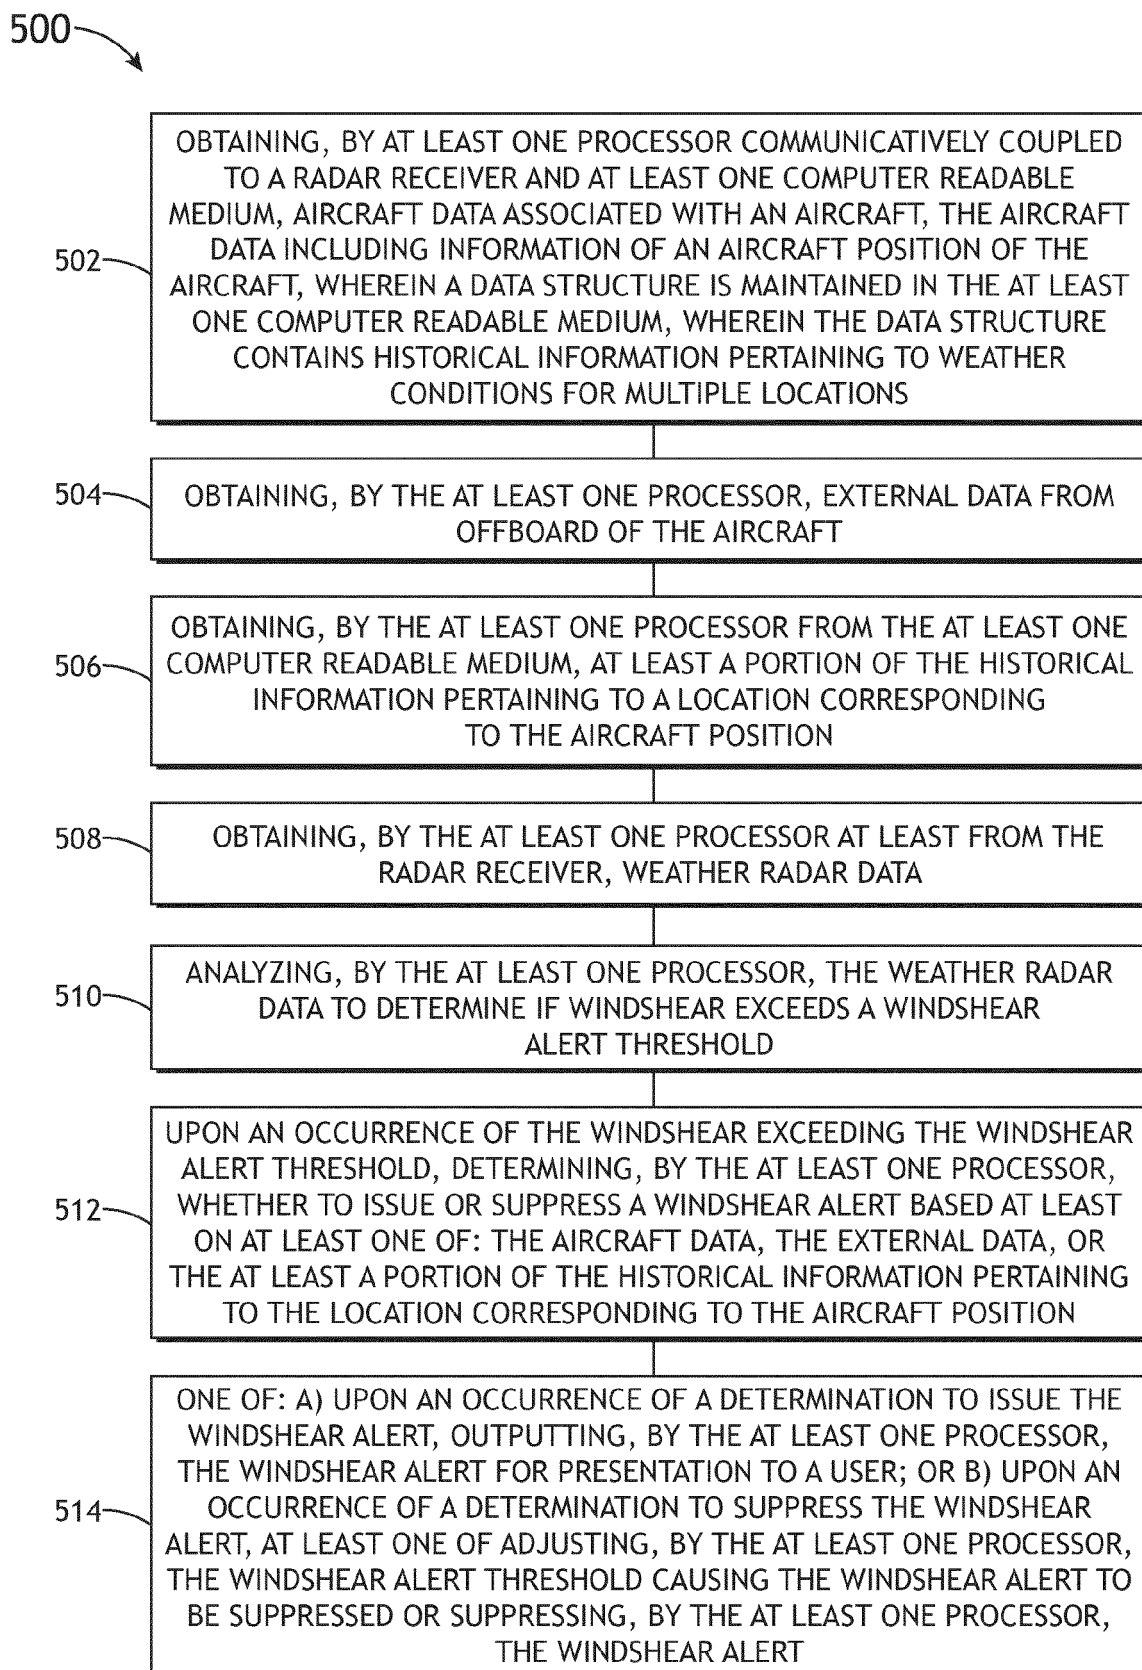 500
OBTAINING, BY AT LEAST ONE PROCESSOR COMMUNICATIVELY COUPLED
TO A RADAR RECEIVER AND AT LEAST ONE COMPUTER READABLE
MEDIUM, AIRCRAFT DATA ASSOCIATED WITH AN AIRCRAFT, THE AIRCRAFT
502
DATA INCLUDING INFORMATION OF AN AIRCRAFT POSITION OF THE
AIRCRAFT, WHEREIN A DATA STRUCTURE IS MAINTAINED IN THE AT LEAST
ONE COMPUTER READABLE MEDIUM, WHEREIN THE DATA STRUCTURE
CONTAINS HISTORICAL INFORMATION PERTAINING TO WEATHER
CONDITIONS FOR MULTIPLE LOCATIONS
504
OBTAINING, BY THE AT LEAST ONE PROCESSOR, EXTERNAL DATA FROM
OFFBOARD OF THE AIRCRAFT
OBTAINING, BY THE AT LEAST ONE PROCESSOR FROM THE AT LEAST ONE
506
COMPUTER READABLE MEDIUM, AT LEAST A PORTION OF THE HISTORICAL
INFORMATION PERTAINING TO A LOCATION CORRESPONDING
TO THE AIRCRAFT POSITION
508
OBTAINING, BY THE AT LEAST ONE PROCESSOR AT LEAST FROM THE
RADAR RECEIVER, WEATHER RADAR DATA
510
ANALYZING, BY THE AT LEAST ONE PROCESSOR, THE WEATHER RADAR
DATA TO DETERMINE IF WINDSHEAR EXCEEDS A WINDSHEAR
ALERT THRESHOLD
UPON AN OCCURRENCE OF THE WINDSHEAR EXCEEDING THE WINDSHEAR
ALERT THRESHOLD, DETERMINING, BY THE AT LEAST ONE PROCESSOR,
512
WHETHER TO ISSUE OR SUPPRESS A WINDSHEAR ALERT BASED AT LEAST
ON AT LEAST ONE OF: THE AIRCRAFT DATA, THE EXTERNAL DATA, OR
THE AT LEAST A PORTION OF THE HISTORICAL INFORMATION PERTAINING
TO THE LOCATION CORRESPONDING TO THE AIRCRAFT POSITION
ONE OF: A) UPON AN OCCURRENCE OF A DETERMINATION TO ISSUE THE
WINDSHEAR ALERT, OUTPUTTING, BY THE AT LEAST ONE PROCESSOR,
THE WINDSHEAR ALERT FOR PRESENTATION TO A USER; OR B) UPON AN
514
OCCURRENCE OF A DETERMINATION TO SUPPRESS THE WINDSHEAR
ALERT, AT LEAST ONE OF ADJUSTING, BY THE AT LEAST ONE PROCESSOR,
THE WINDSHEAR ALERT THRESHOLD CAUSING THE WINDSHEAR ALERT TO
BE SUPPRESSED OR SUPPRESSING, BY THE AT LEAST ONE PROCESSOR,
THE WINDSHEAR ALERT